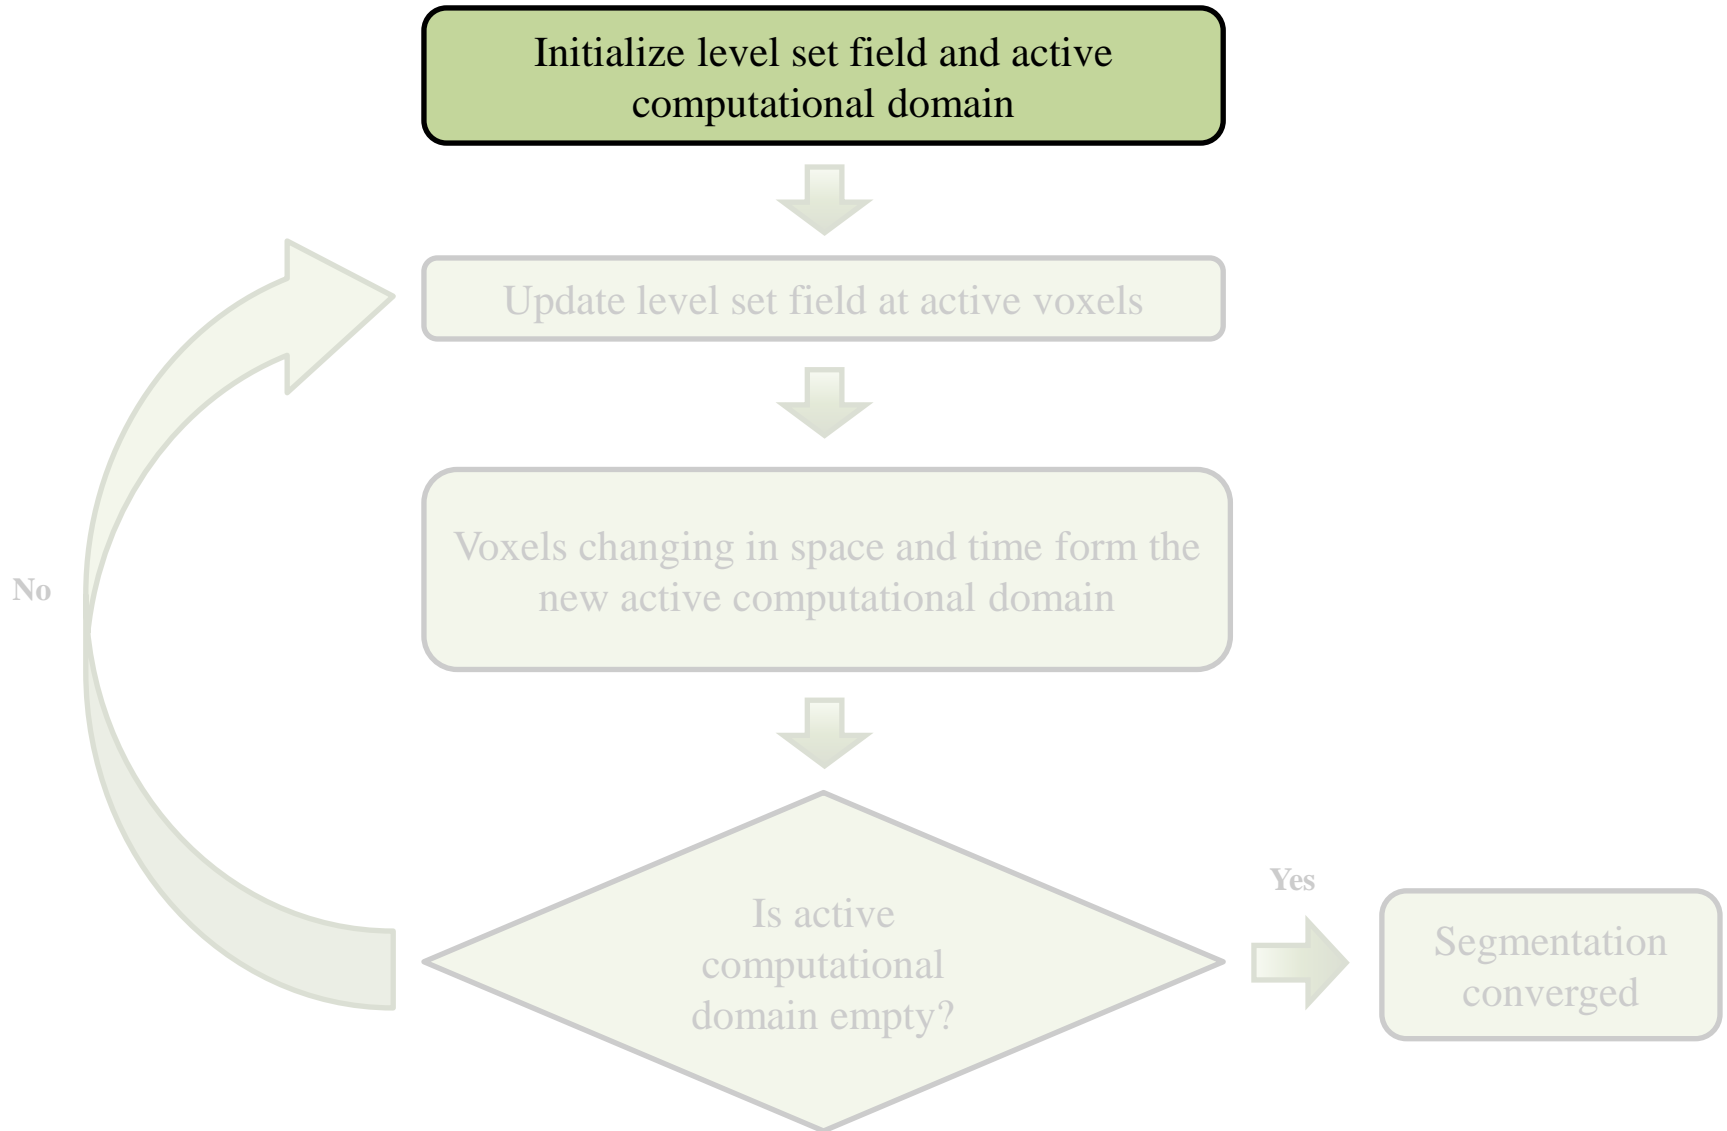 Initialize level set field and active
computational domain
Update level set field at active voxels
Voxels changing in space and time form the
new active computational domain
No
Is active
computational
domain empty?
Yes
Segmentation
converged